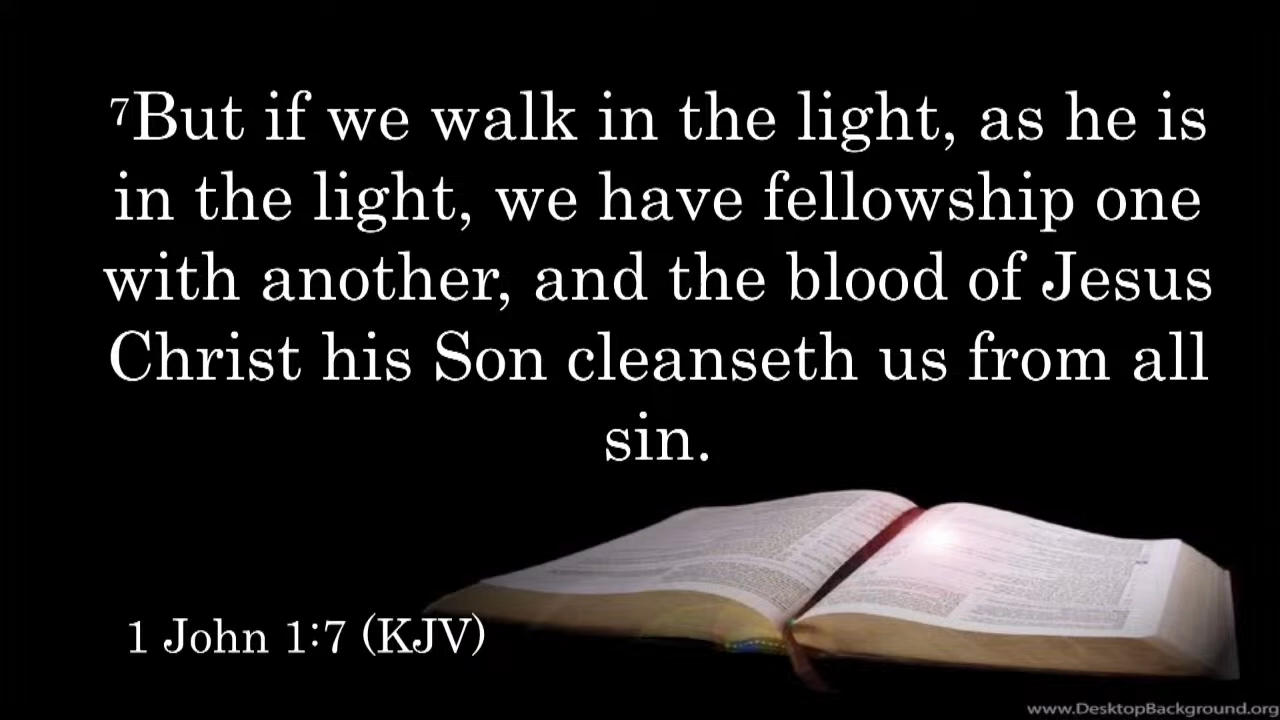 ⁷But if we walk in the light, as he is
in the light, we have fellowship one
with another, and the blood of Jesus
Christ his Son cleanseth us from all
sin.
1 John 1:7 (KJV)
www.DesktopBackground.org